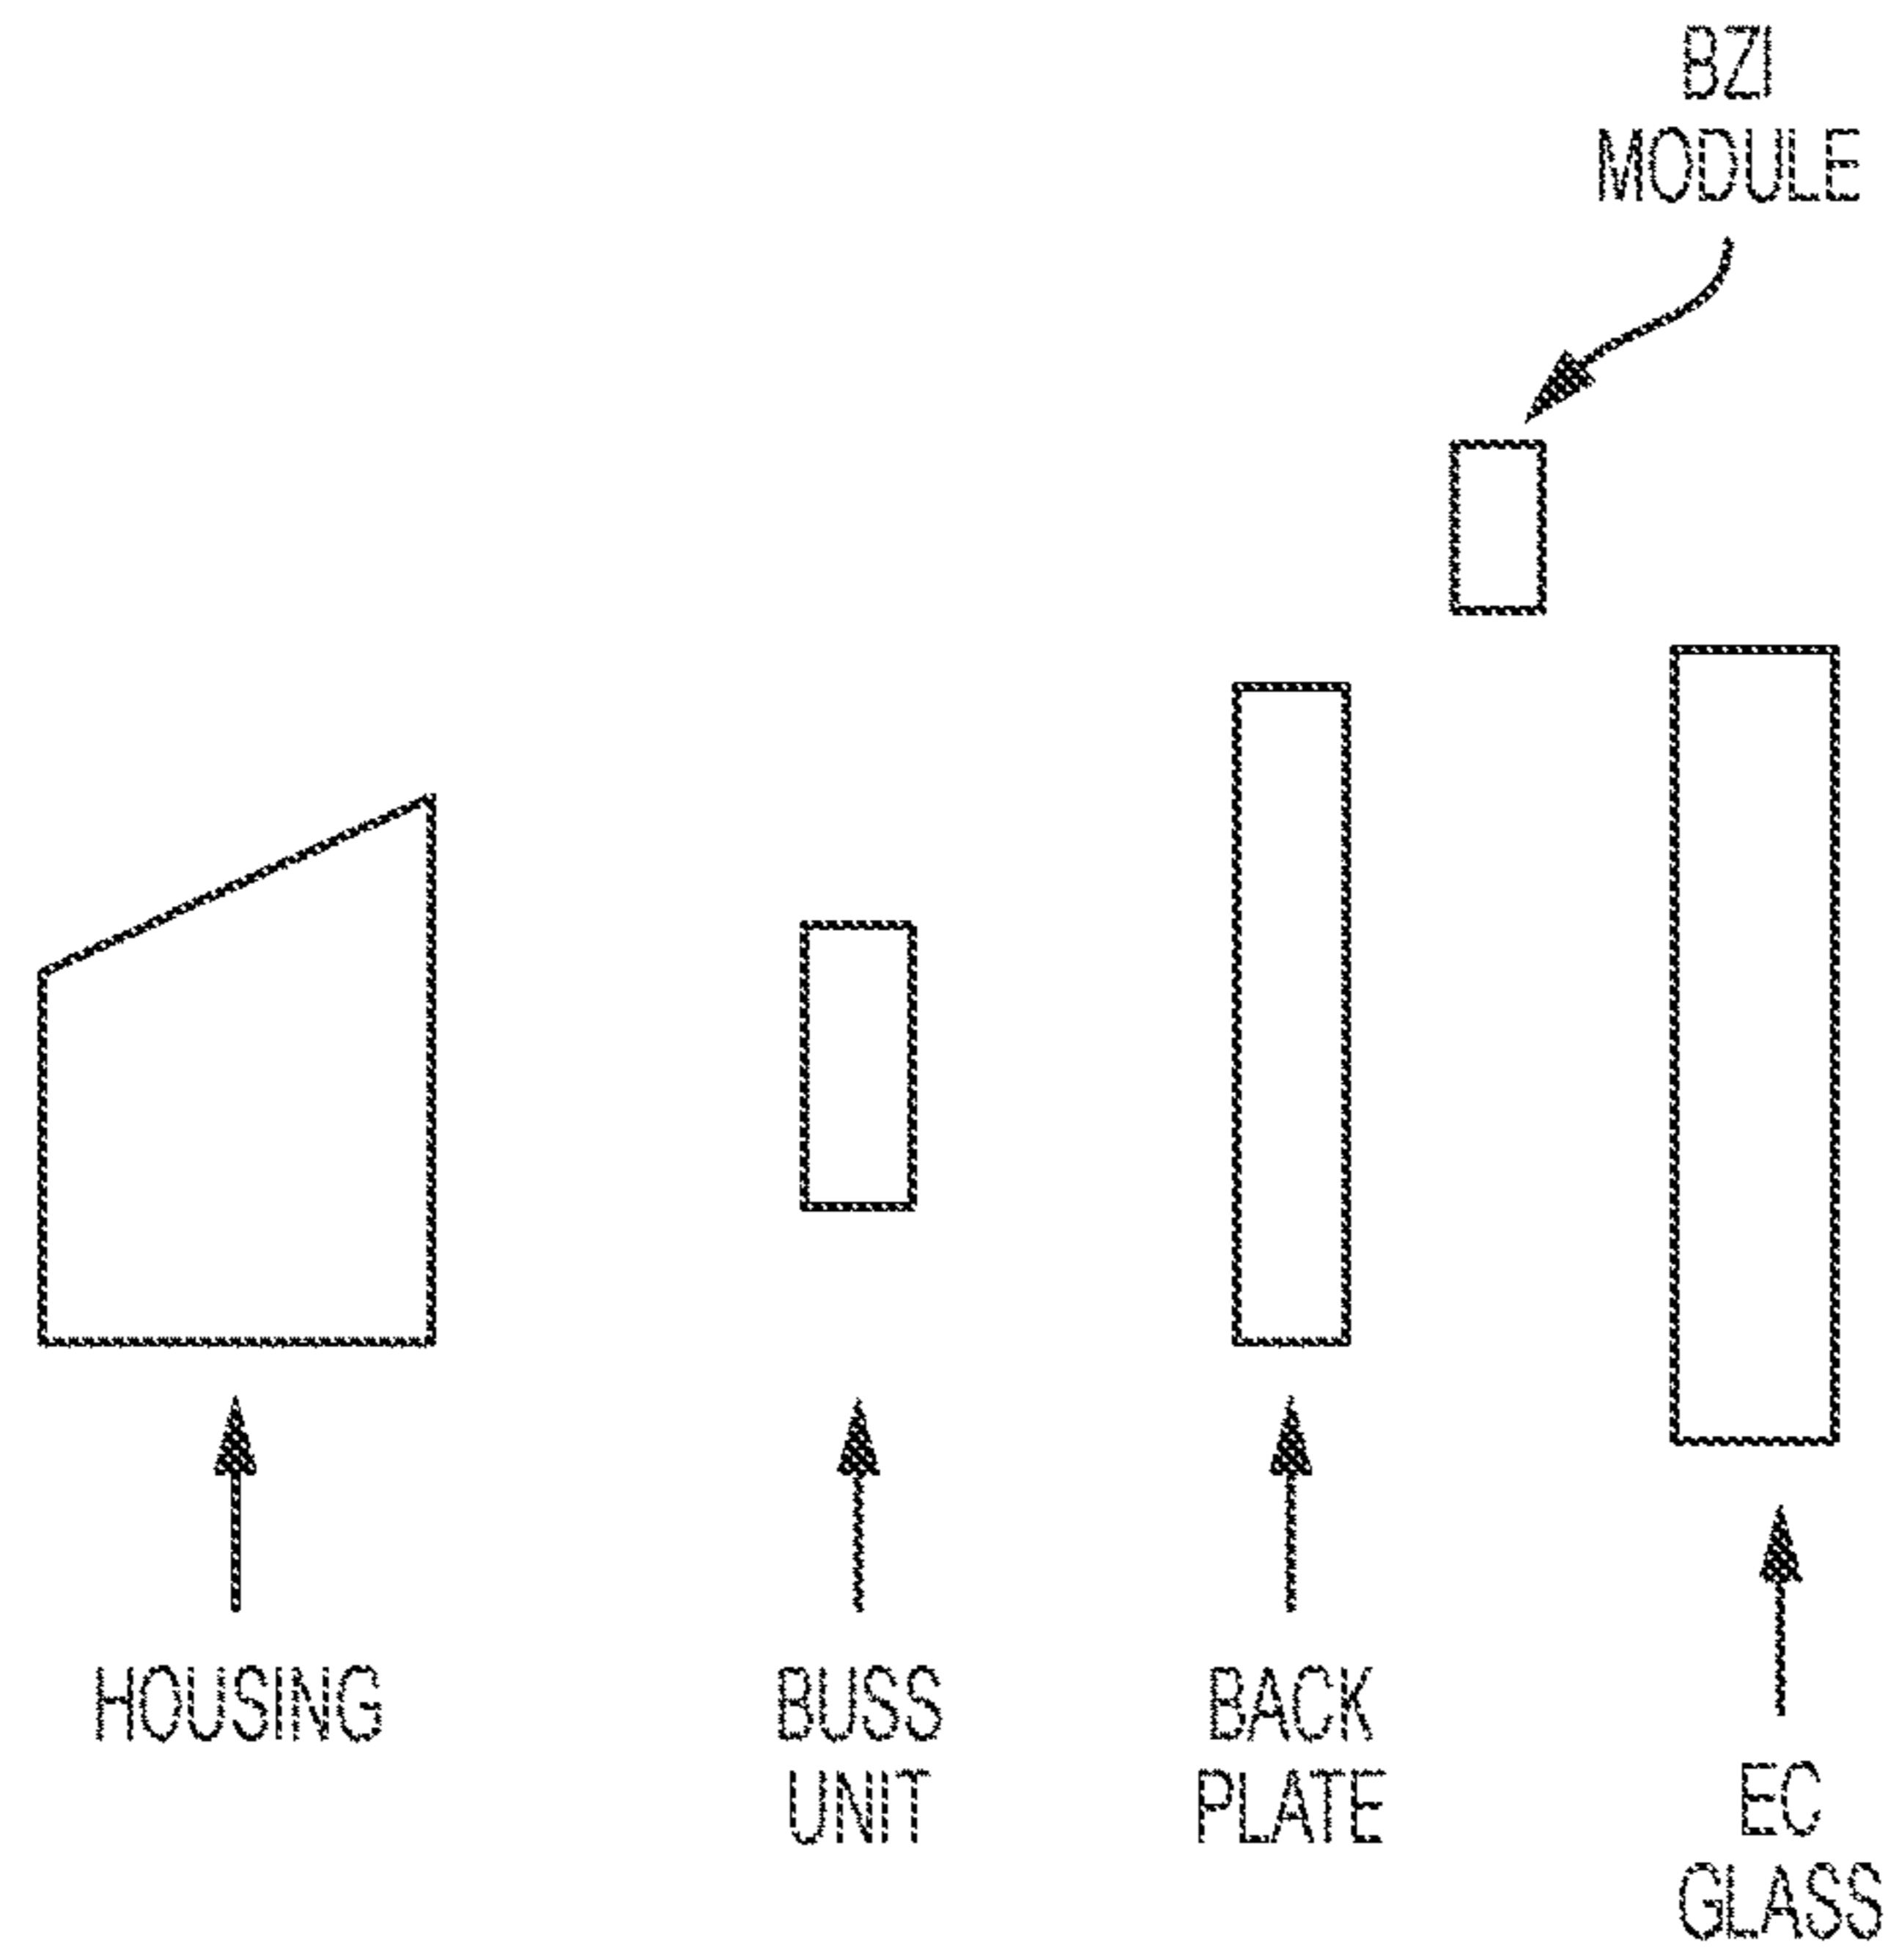 BZI
MODULE
HOUSING
BUSS
UNIT
BACK
PLATE
EC
GLASS